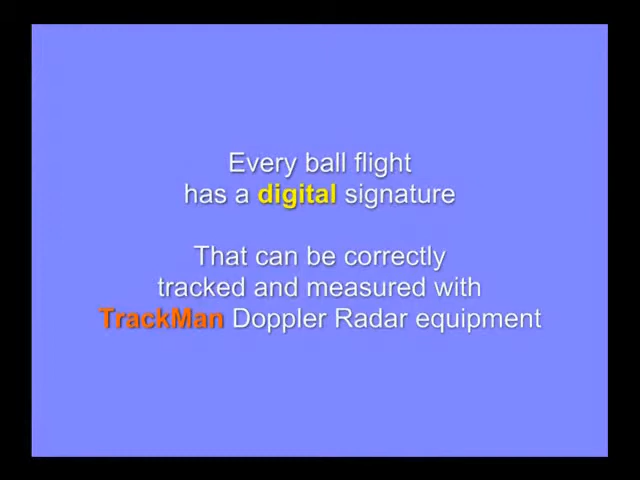 Every ball flight
has a digital signature
That can be correctly
tracked and measured with
TrackMan Doppler Radar equipment